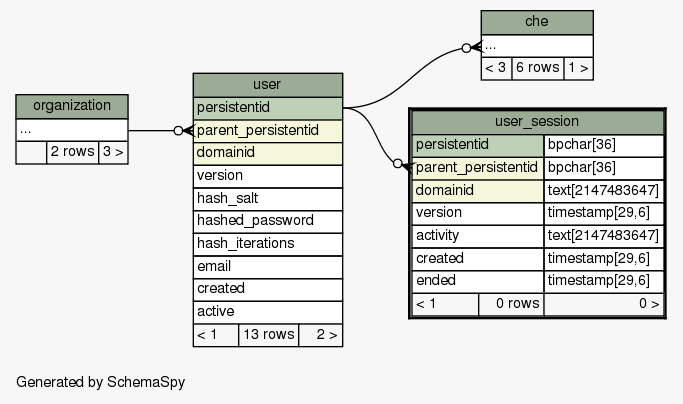 che
...
< 3 6 rows 1 >
organization
...
2 rows 3 >
user
persistentid
parent_persistentid
domainid
version
hash_salt
hashed_password
hash_iterations
email
created
active
< 1 13 rows 2 >
user_session
persistentid bpchar[36]
parent_persistentid bpchar[36]
domainid text[2147483647]
version timestamp[29,6]
activity text[2147483647]
created timestamp[29,6]
ended timestamp[29,6]
< 1 0 rows 0 >
Generated by SchemaSpy